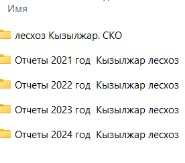 Имя
лесхоз Кызылжар. СКО
Отчеты 2021 год  Кызылжар лесхоз
Отчеты 2022 год  Кызылжар лесхоз
Отчеты 2023 год  Кызылжар лесхоз
Отчеты 2024 год  Кызылжар лесхоз